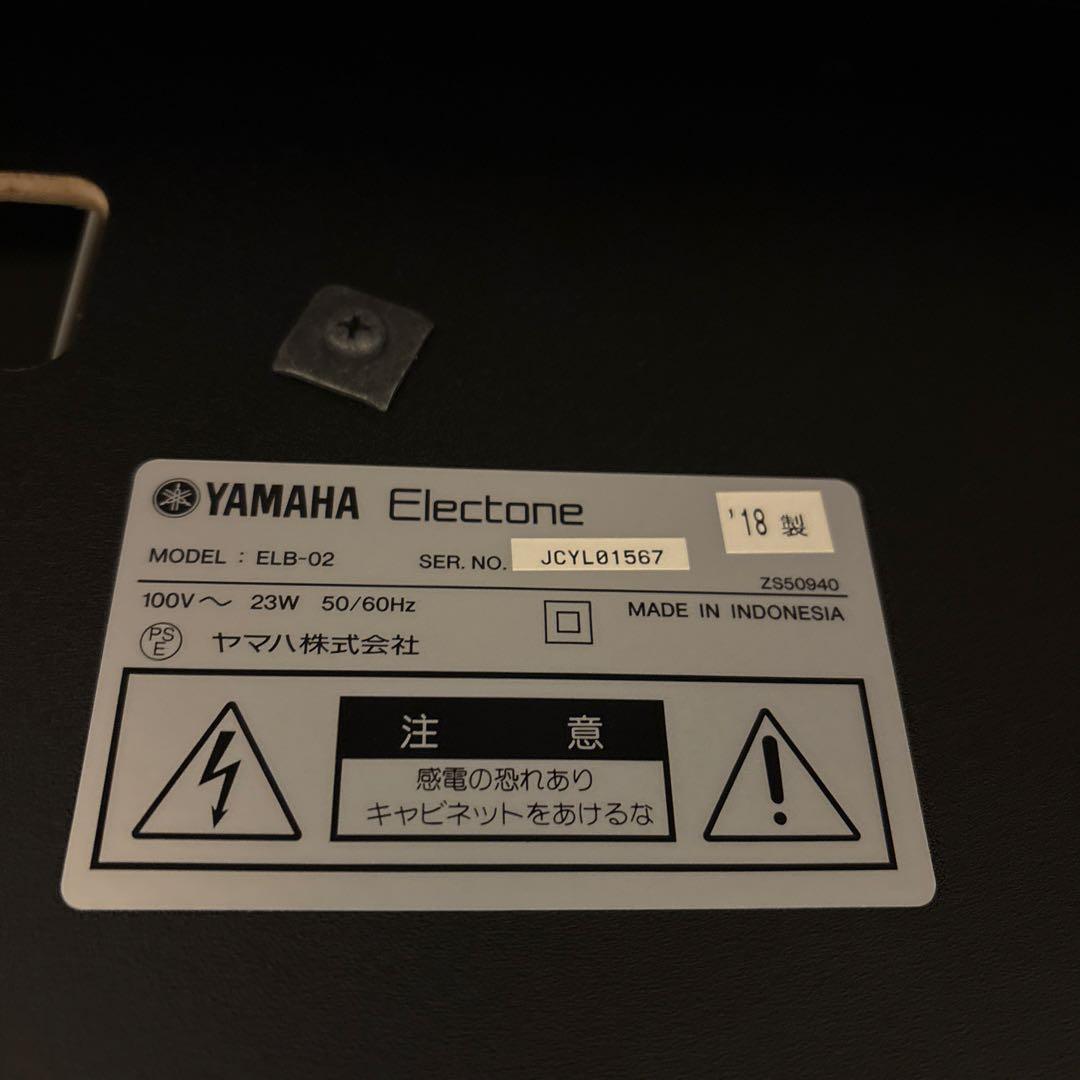 YAMAHA Electone '18 製
MODEL : ELB-02 SER. NO. JCYL01567
ZS50940
100V～ 23W 50/60Hz MADE IN INDONESIA
PSE ヤマハ株式会社
注意
感電の恐れあり
キャビネットをあけるな